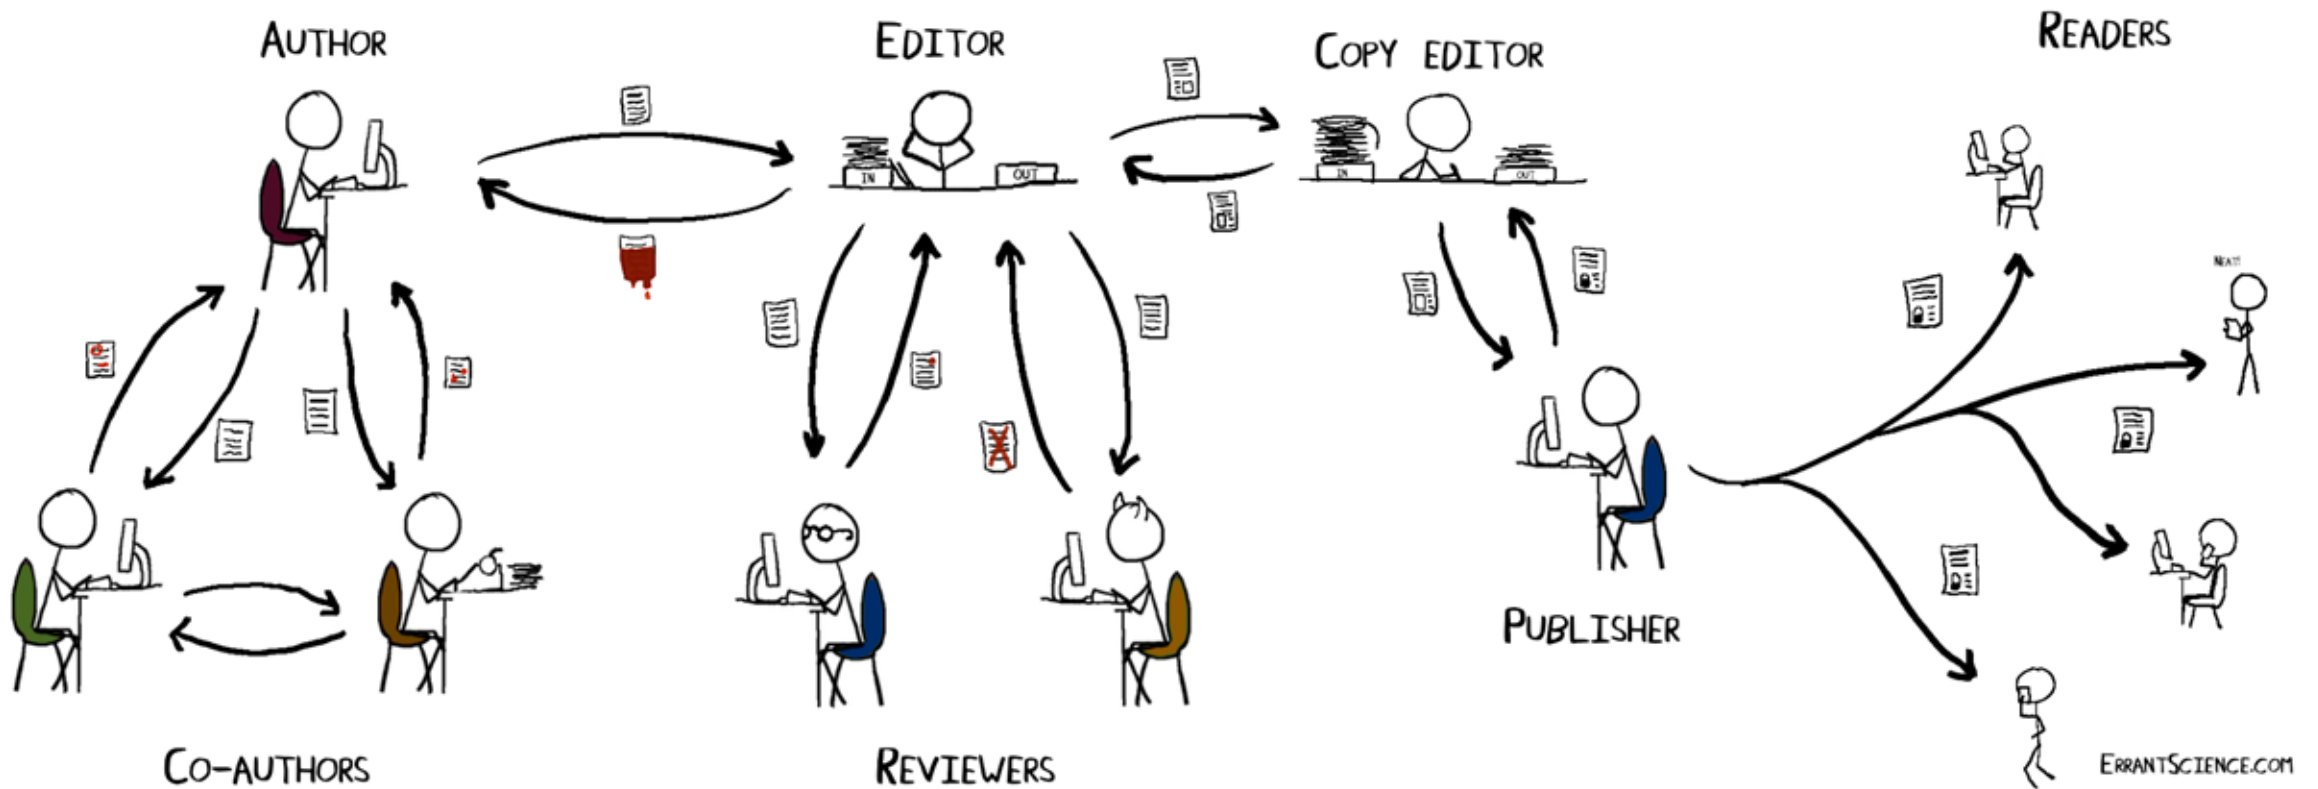 AUTHOR
EDITOR
COPY EDITOR
READERS
IN
OUT
IN
OUT
NEAT!
PUBLISHER
CO-AUTHORS
REVIEWERS
ERRANTSCIENCE.COM